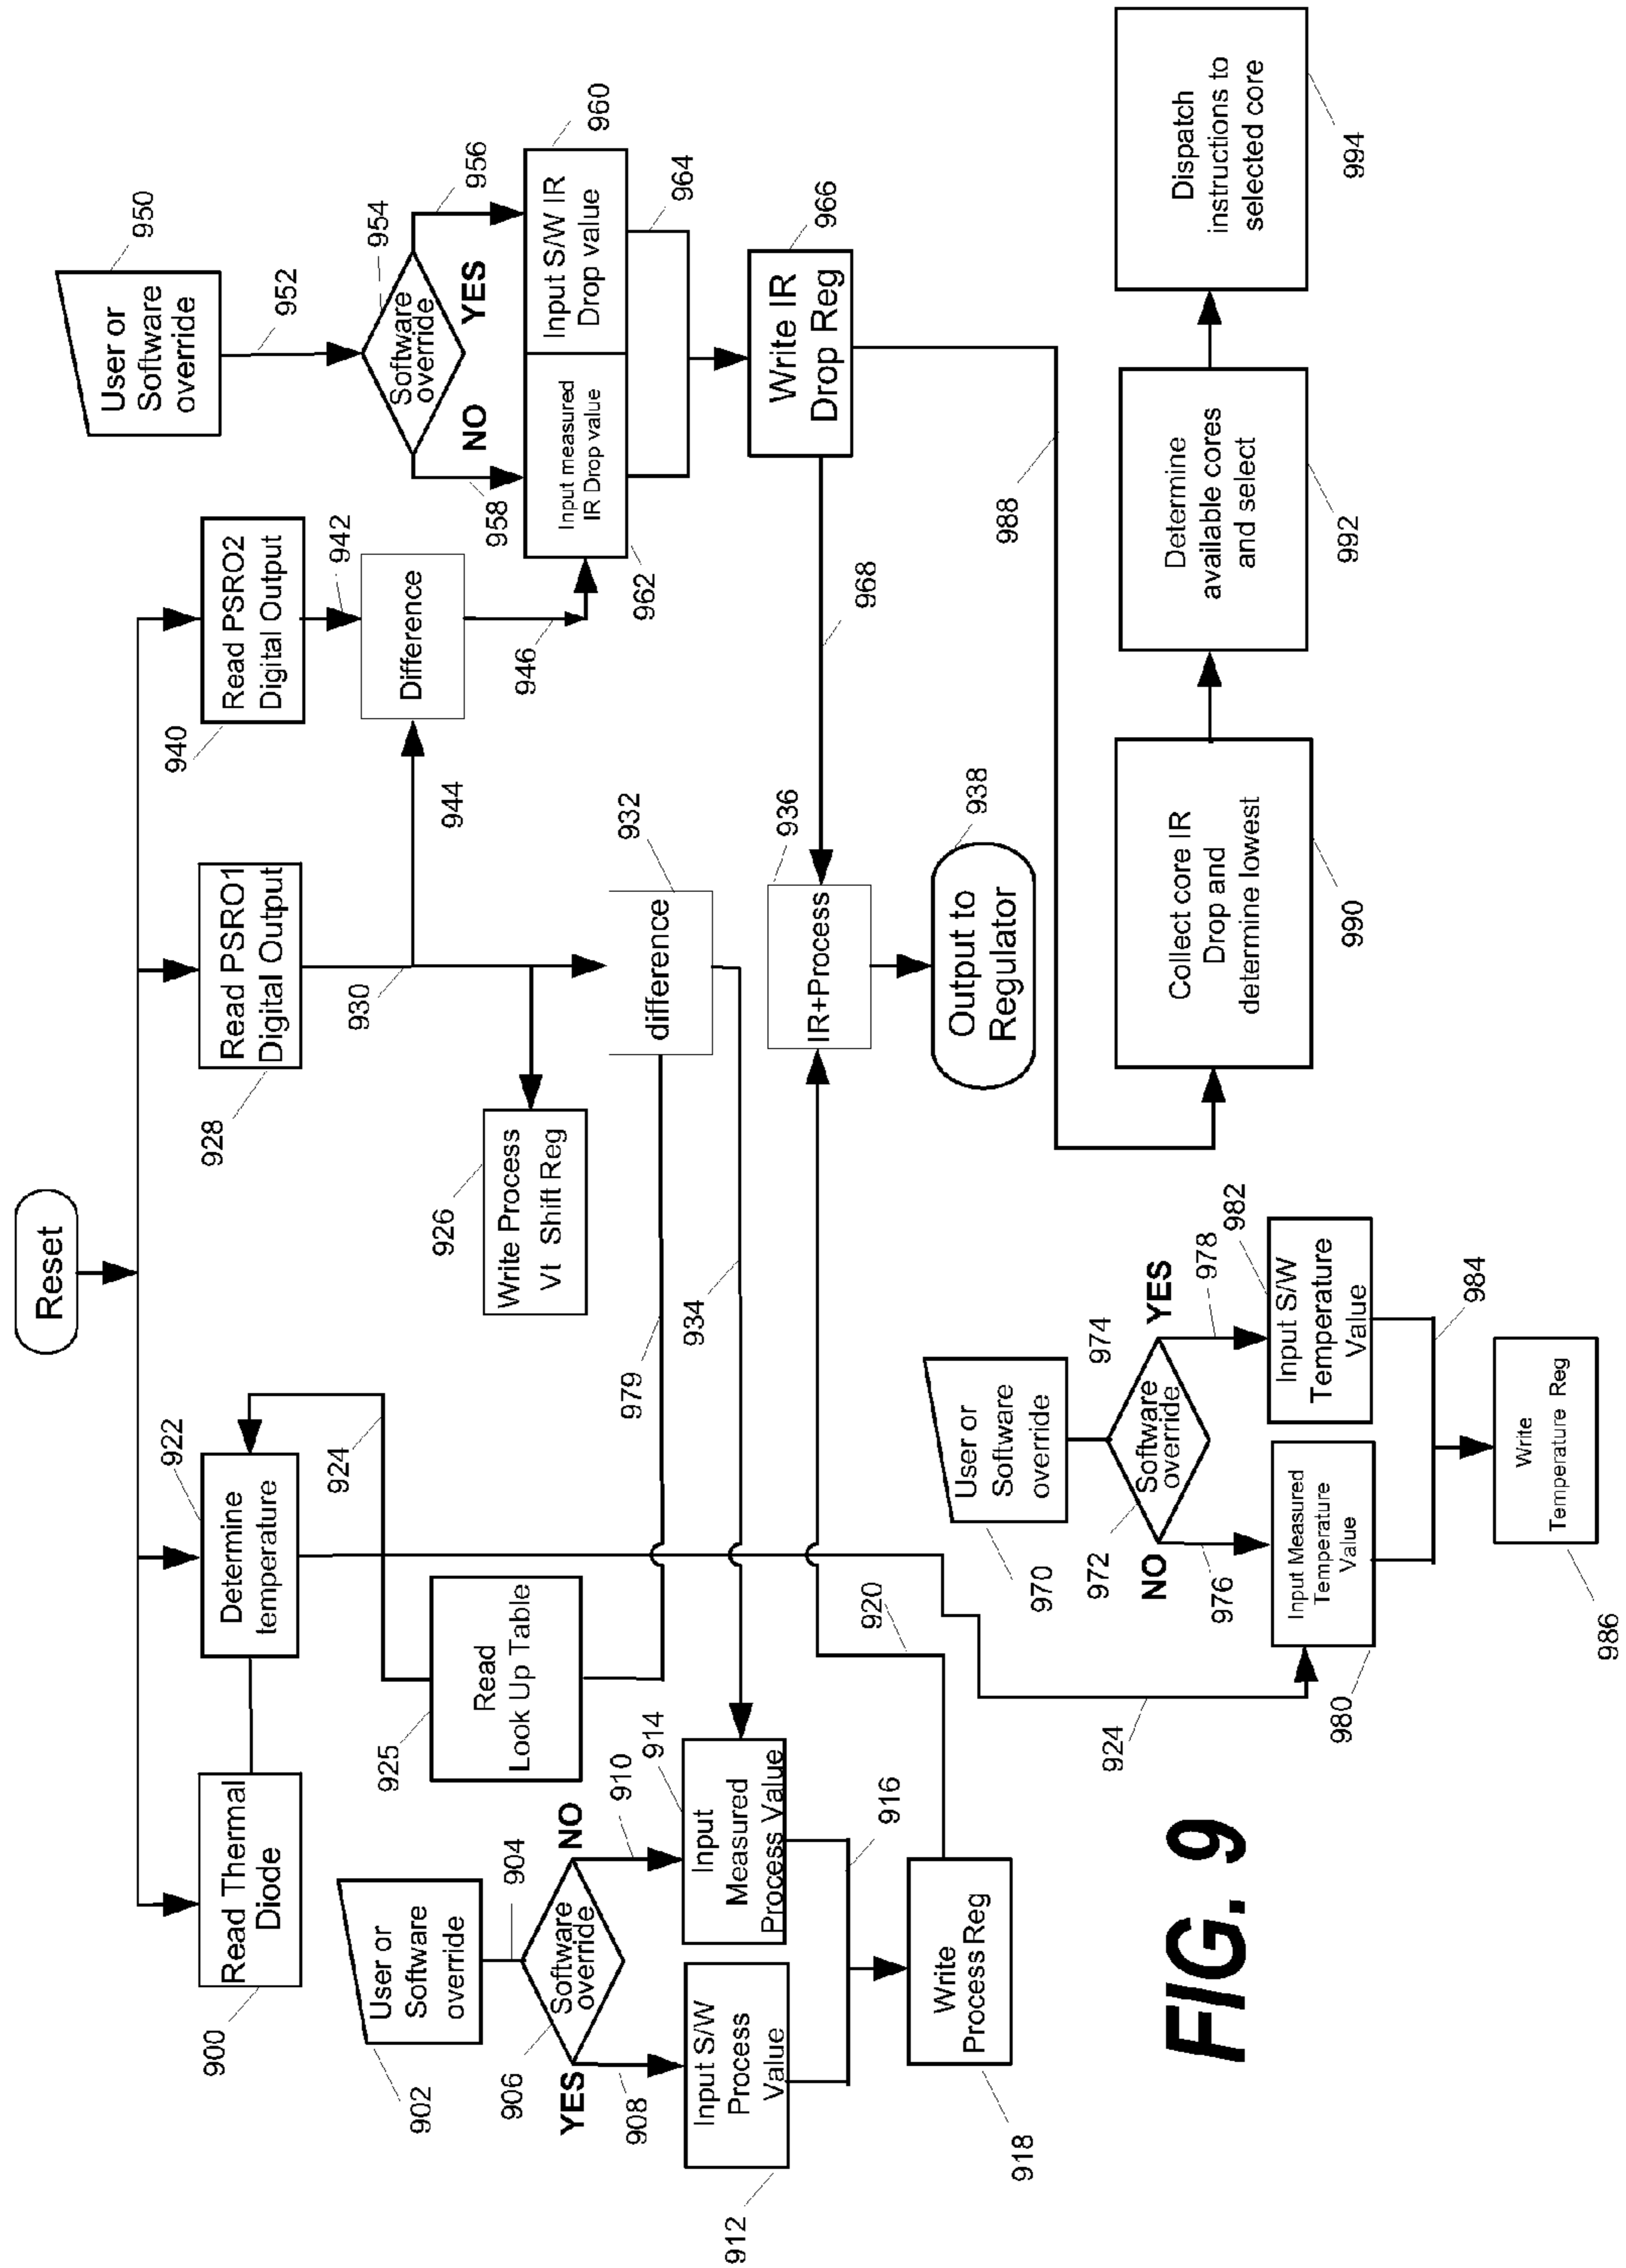 Reset
900
Read Thermal
Diode
922
Determine
temperature
924
928
Read PSRO1
Digital Output
930
944
940
Read PSRO2
Digital Output
942
Difference
946
950
User or
Software
override
952
954
Software
override
NO
YES
958
956
960
Input measured
IR Drop value
Input S/W IR
Drop value
962
964
Write IR
Drop Reg
966
968
988
902
User or
Software
override
904
906
Software
override
YES
NO
908
910
912
Input S/W
Process
Value
914
Input
Measured
Process Value
916
918
Write
Process Reg
920
925
Read
Look Up Table
926
Write Process
Vt Shift Reg
979
932
difference
934
936
IR+Process
938
Output to
Regulator
970
User or
Software
override
972
974
Software
override
NO
YES
976
978
924
980
Input Measured
Temperature
Value
982
Input S/W
Temperature
Value
984
986
Write
Temperature Reg
Collect core IR
Drop and
determine lowest
990
Determine
available cores
and select
992
Dispatch
instructions to
selected core
994
FIG. 9